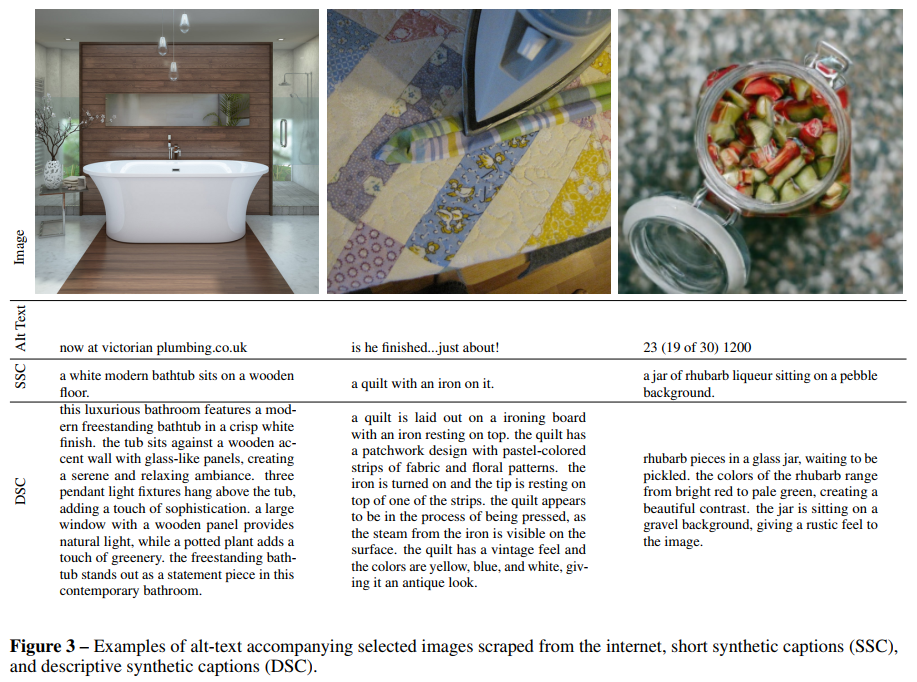 Image
Alt Text
now at victorian plumbing.co.uk
is he finished...just about!
23 (19 of 30) 1200
SSC
a white modern bathtub sits on a wooden
floor.
a quilt with an iron on it.
a jar of rhubarb liqueur sitting on a pebble
background.
DSC
this luxurious bathroom features a mod-
ern freestanding bathtub in a crisp white
finish. the tub sits against a wooden ac-
cent wall with glass-like panels, creating
a serene and relaxing ambiance. three
pendant light fixtures hang above the tub,
adding a touch of sophistication. a large
window with a wooden panel provides
natural light, while a potted plant adds a
touch of greenery. the freestanding bath-
tub stands out as a statement piece in this
contemporary bathroom.
a quilt is laid out on a ironing board
with an iron resting on top. the quilt has
a patchwork design with pastel-colored
strips of fabric and floral patterns. the
iron is turned on and the tip is resting on
top of one of the strips. the quilt appears
to be in the process of being pressed, as
the steam from the iron is visible on the
surface. the quilt has a vintage feel and
the colors are yellow, blue, and white, giv-
ing it an antique look.
rhubarb pieces in a glass jar, waiting to be
pickled. the colors of the rhubarb range
from bright red to pale green, creating a
beautiful contrast. the jar is sitting on a
gravel background, giving a rustic feel to
the image.
Figure 3 – Examples of alt-text accompanying selected images scraped from the internet, short synthetic captions (SSC),
and descriptive synthetic captions (DSC).